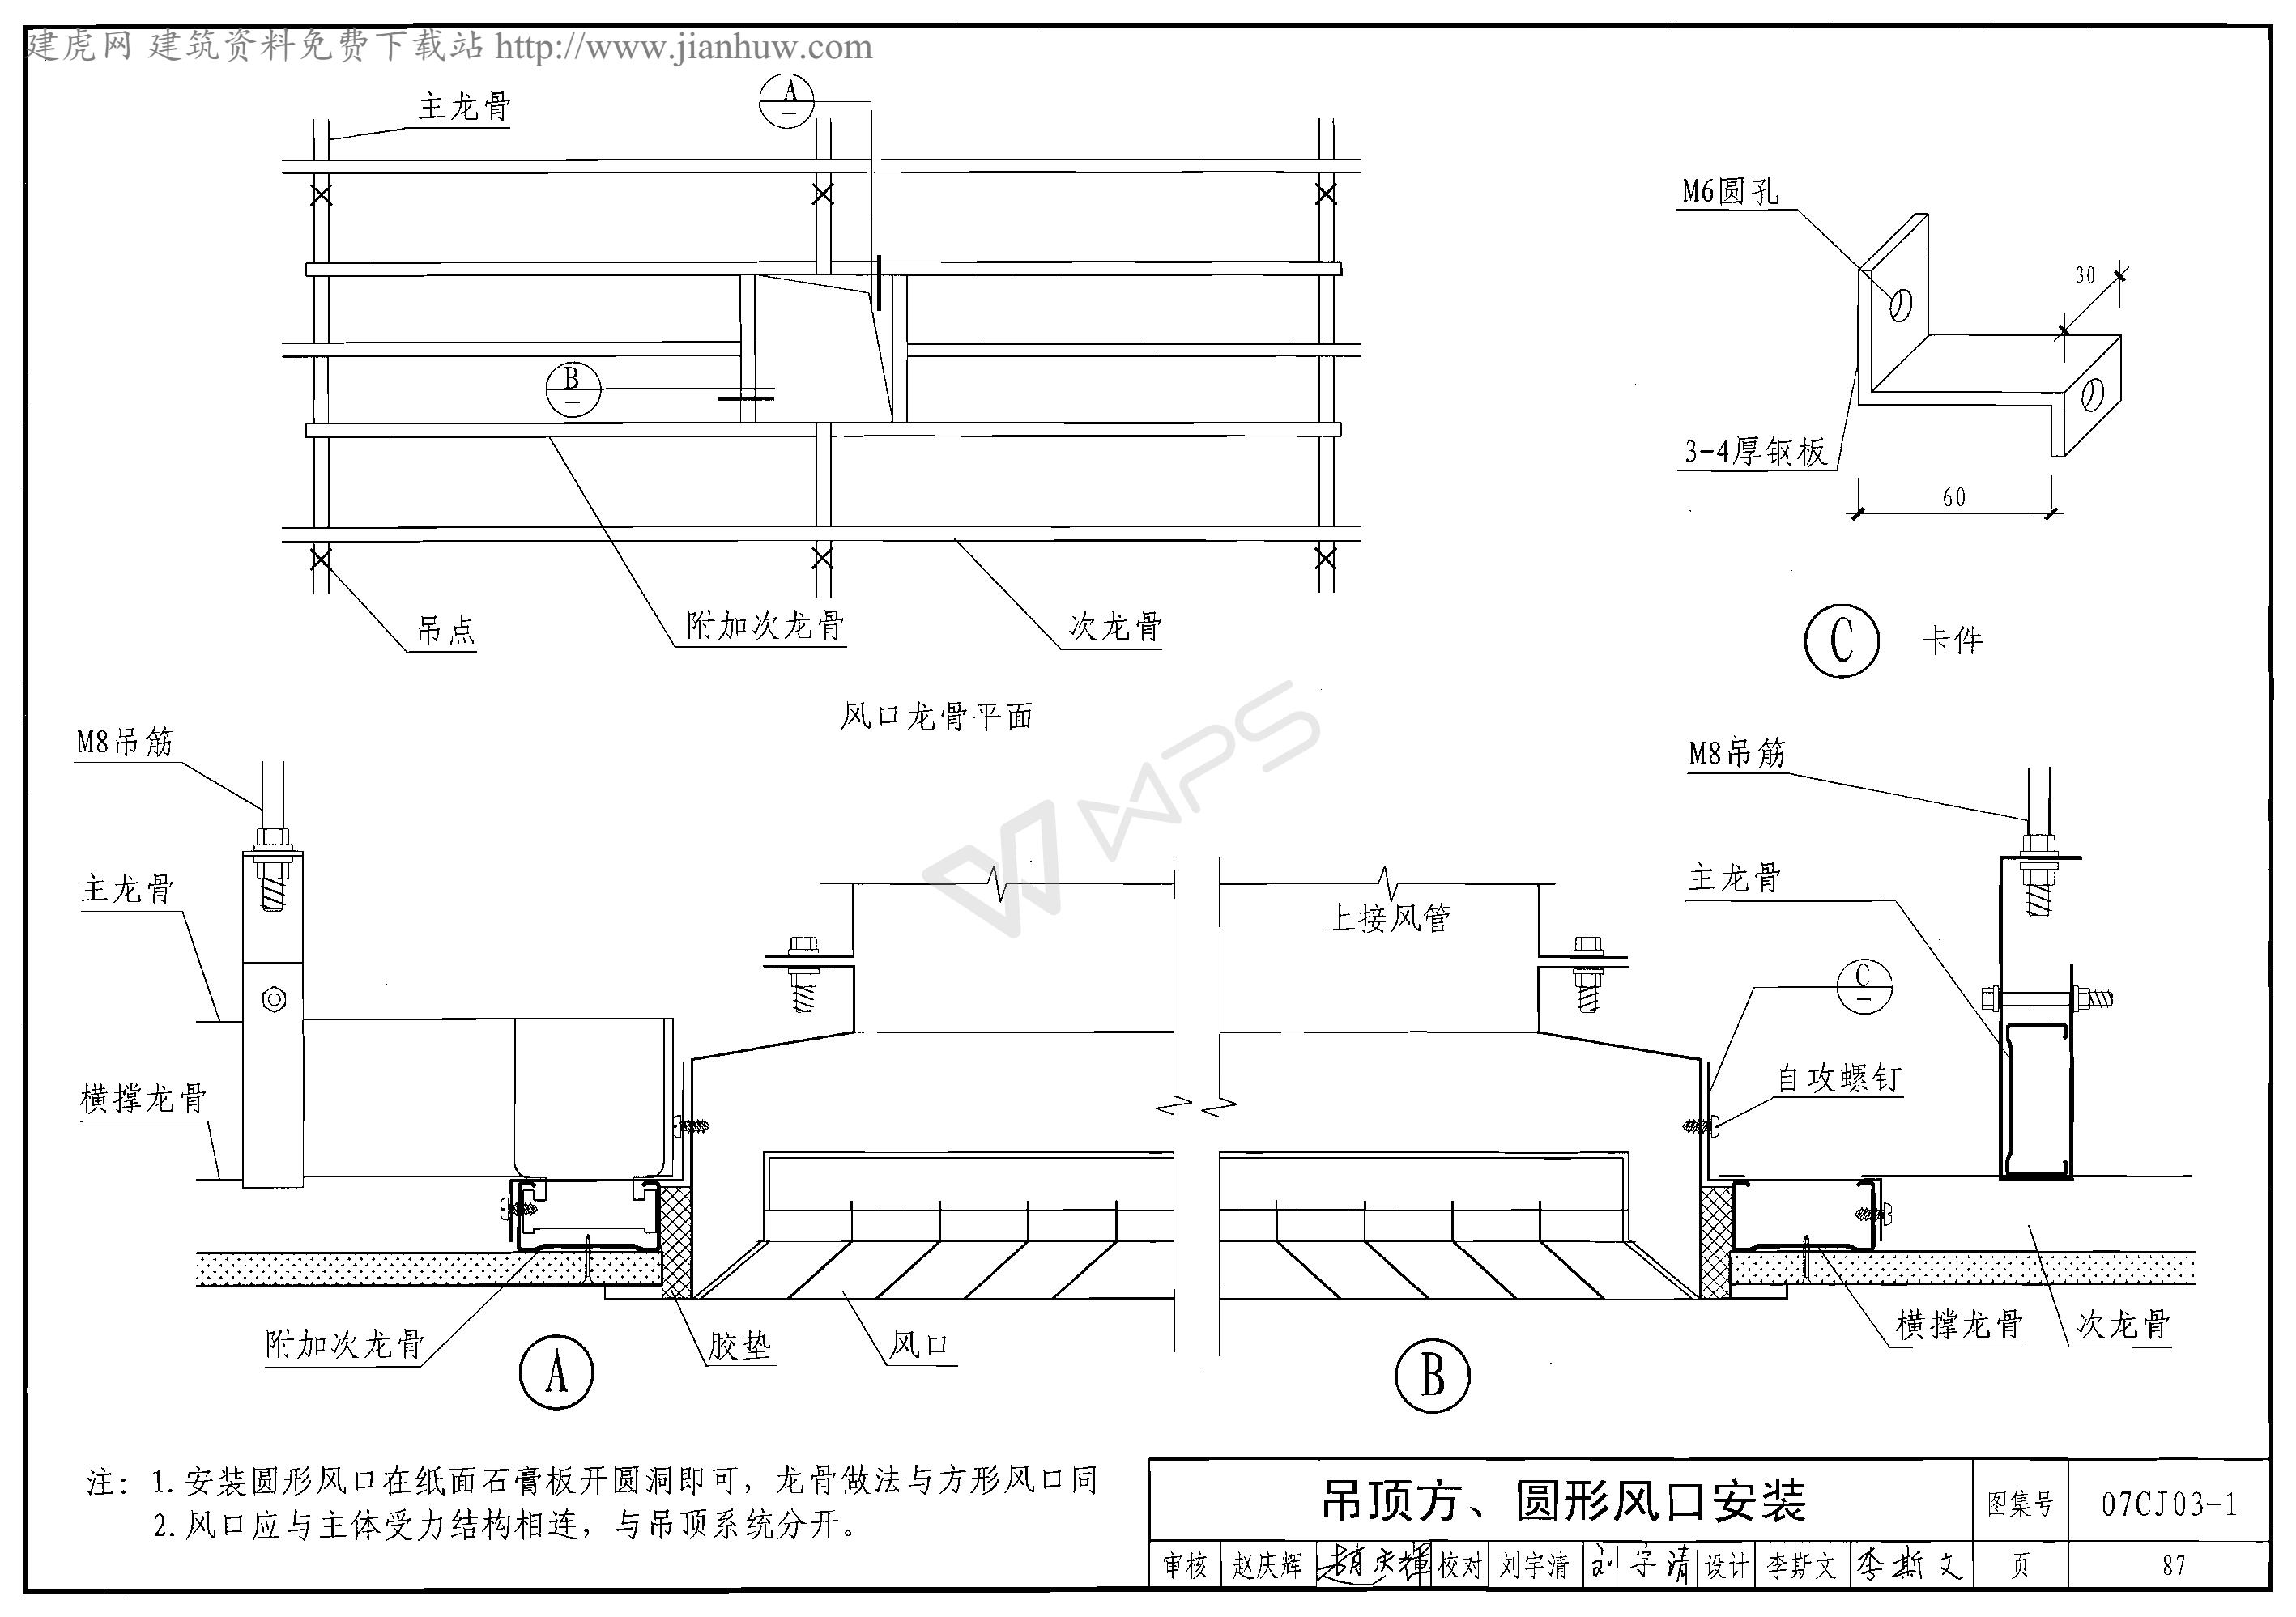 建虎网 建筑资料免费下载站 http://www.jianhuw.com
主龙骨
A
M6圆孔
30
B
3-4厚钢板
60
吊点
附加次龙骨
次龙骨
C
卡件
风口龙骨平面
WPS
M8吊筋
M8吊筋
主龙骨
主龙骨
上接风管
C
自攻螺钉
横撑龙骨
附加次龙骨
胶垫
风口
横撑龙骨
次龙骨
A
B
注：1.安装圆形风口在纸面石膏板开圆洞即可，龙骨做法与方形风口同
2.风口应与主体受力结构相连，与吊顶系统分开。
吊顶方、圆形风口安装
图集号
07CJ03-1
审核 赵庆辉 赵庆辉 校对 刘宇清 刘宇清 设计 李斯文 李斯文 页 87